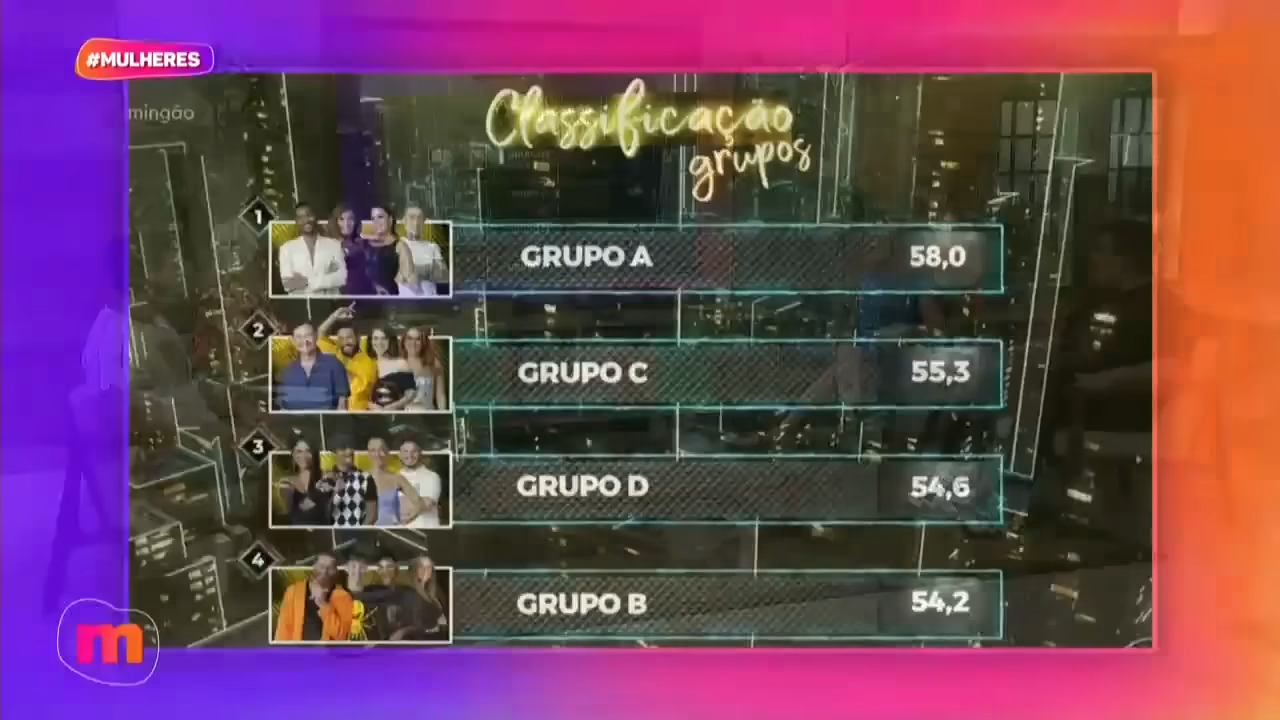 #MULHERES
mingão
Classificação
grupos
1
GRUPO A 58,0
2
GRUPO C 55,3
3
GRUPO D 54,6
4
GRUPO B 54,2
m